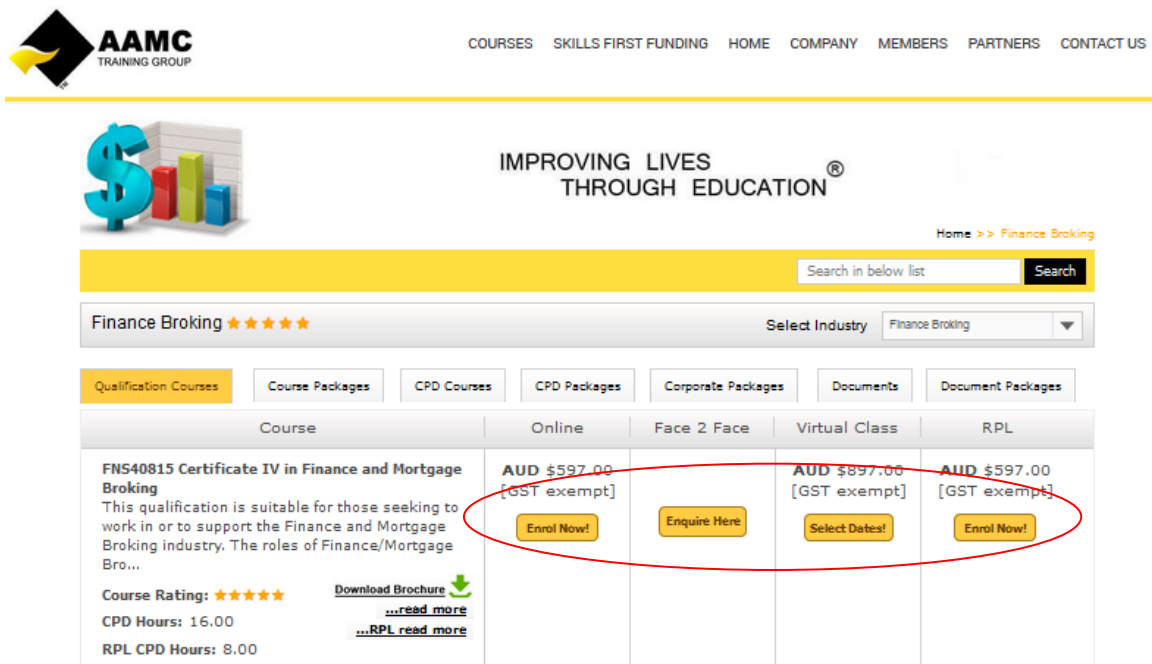 AAMC
TRAINING GROUP
TM
COURSES SKILLS FIRST FUNDING HOME COMPANY MEMBERS PARTNERS CONTACT US
IMPROVING LIVES
THROUGH EDUCATION®
Home >> Finance Broking
Search in below list Search
Finance Broking Select Industry Finance Broking
Qualification Courses Course Packages CPD Courses CPD Packages Corporate Packages Documents Document Packages
Course Online Face 2 Face Virtual Class RPL
FNS40815 Certificate IV in Finance and Mortgage
Broking
This qualification is suitable for those seeking to
work in or to support the Finance and Mortgage
Broking industry. The roles of Finance/Mortgage
Bro...
Course Rating:
Download Brochure
...read more
CPD Hours: 16.00
...RPL read more
RPL CPD Hours: 8.00
AUD $597.00
[GST exempt]
Enrol Now!
Enquire Here
AUD $897.00
[GST exempt]
Select Dates!
AUD $597.00
[GST exempt]
Enrol Now!